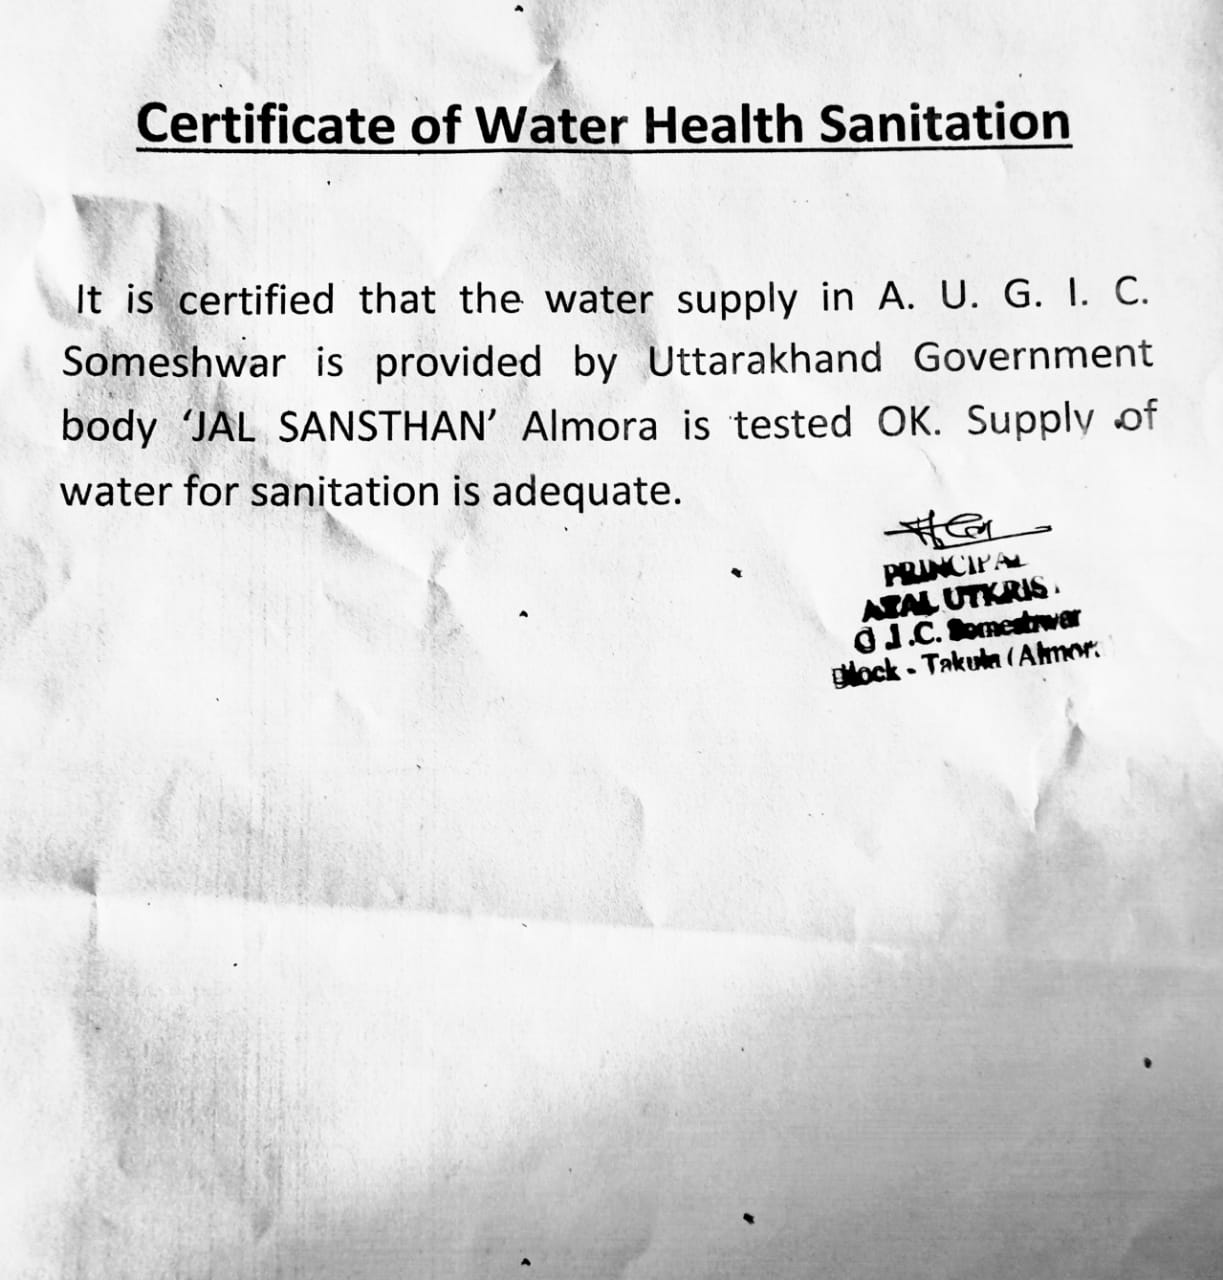 Certificate of Water Health Sanitation
It is certified that the water supply in A. U. G. I. C.
Someshwar is provided by Uttarakhand Government
body ‘JAL SANSTHAN’ Almora is tested OK. Supply of
water for sanitation is adequate.
PRINCIPAL
ATAL UTKRIS
G I.C. Someshwar
Block - Takula (Almor